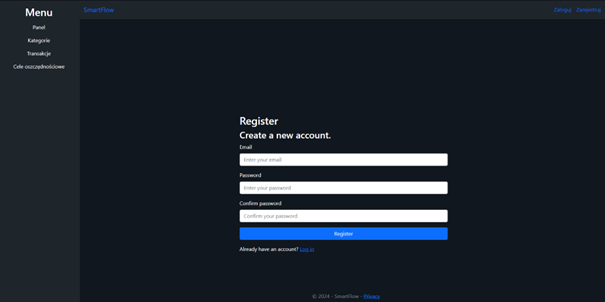 Menu
Panel
Kategorie
Transakcje
Cele oszczędnościowe
SmartFlow
Zaloguj Zarejestruj
Register
Create a new account.
Email
Enter your email
Password
Enter your password
Confirm password
Confirm your password
Register
Already have an account? Log in
© 2024 - SmartFlow - Privacy